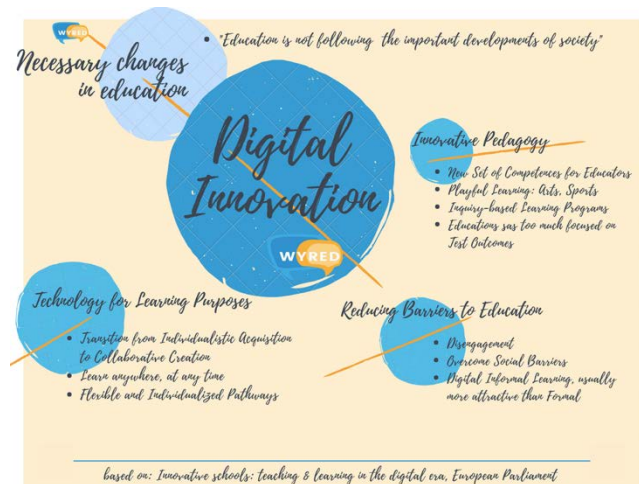 WYRED
Necessary changes
in education
• "Education is not following the important developments of society"
Digital
Innovation
WYRED
Innovative Pedagogy
• New Set of Competences for Educators
• Playful Learning: Arts, Sports
• Inquiry-based Learning Programs
• Educations sas too much focused on
Test Outcomes
Technology for Learning Purposes
• Transition from Individualistic Acquisition
to Collaborative Creation
• Learn anywhere, at any time
• Flexible and Individualized Pathways
Reducing Barriers to Education
• Disengagement
• Overcome Social Barriers
• Digital Informal Learning, usually
more attractive than Formal
based on: Innovative schools: teaching & learning in the digital era, European Parliament